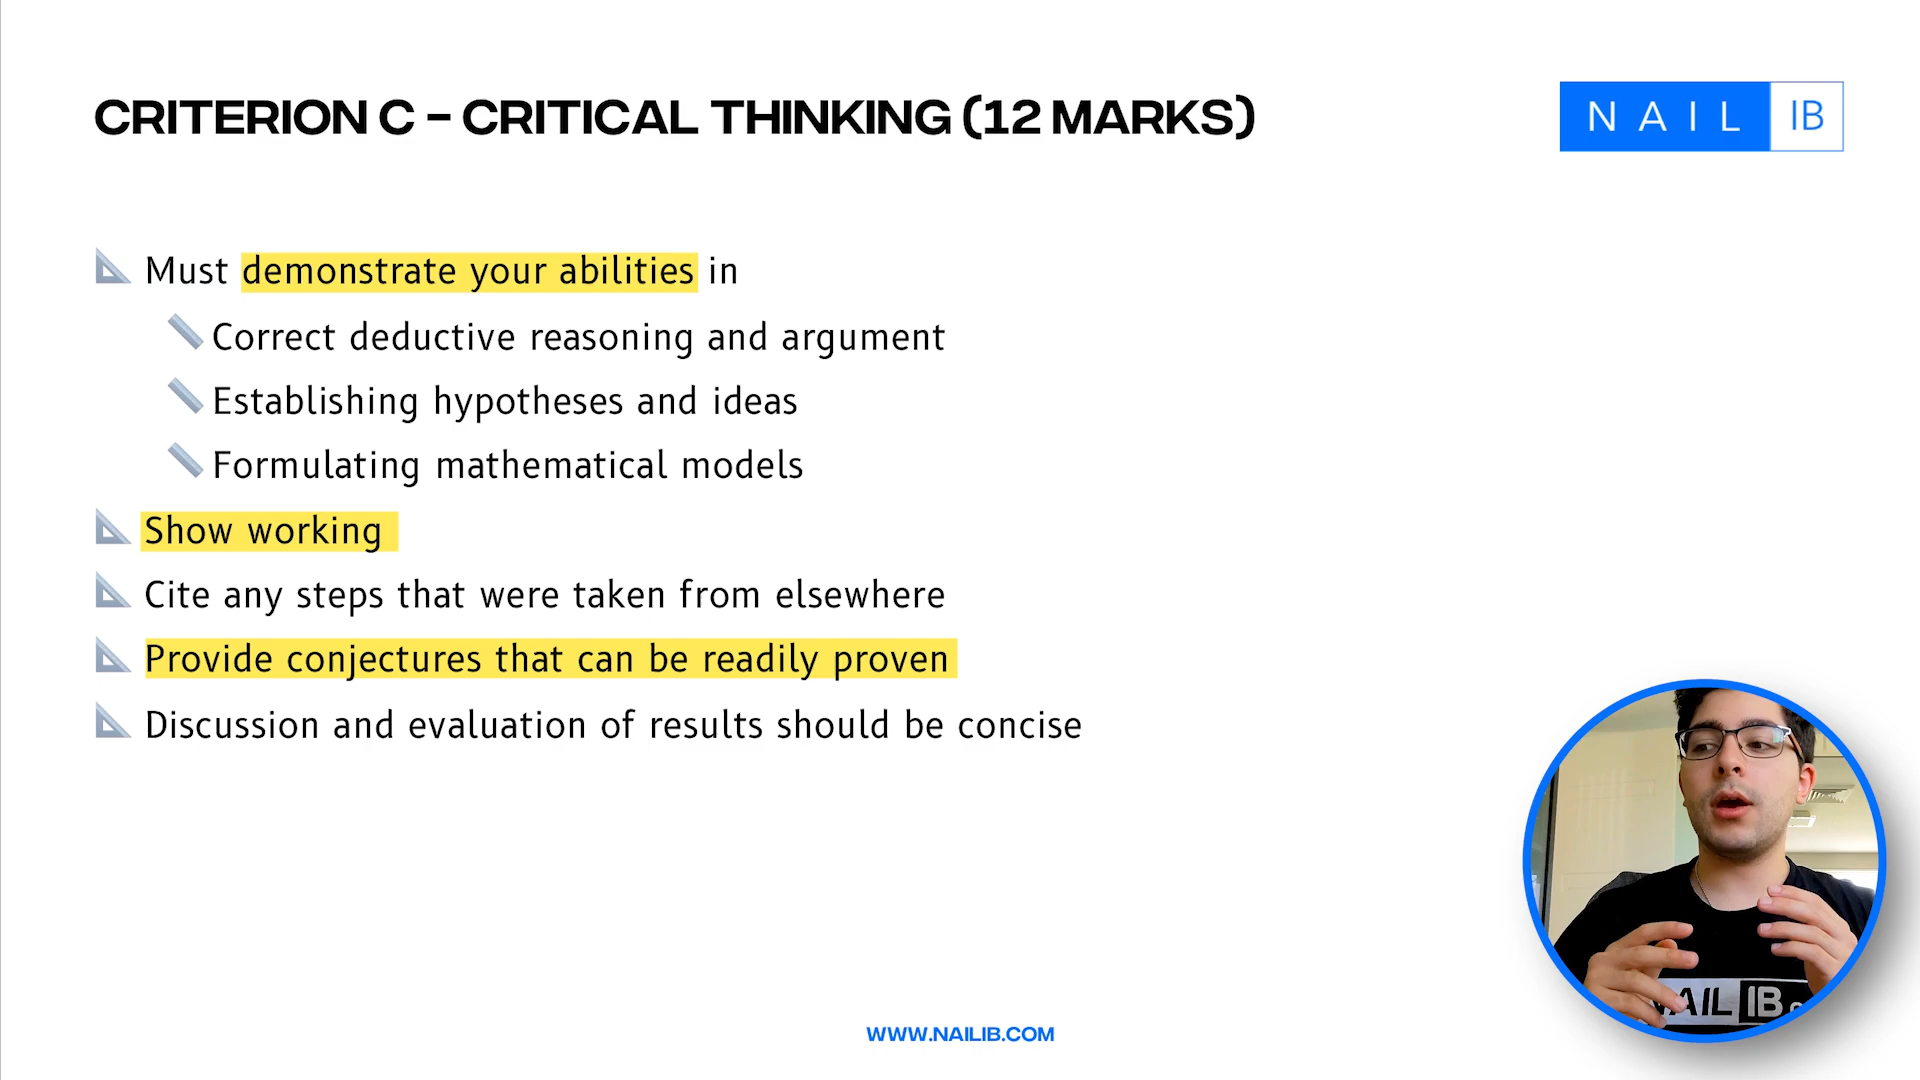 CRITERION C - CRITICAL THINKING (12 MARKS)
NAIL IB
Must demonstrate your abilities in
Correct deductive reasoning and argument
Establishing hypotheses and ideas
Formulating mathematical models
Show working
Cite any steps that were taken from elsewhere
Provide conjectures that can be readily proven
Discussion and evaluation of results should be concise
NAIL IB
WWW.NAILIB.COM